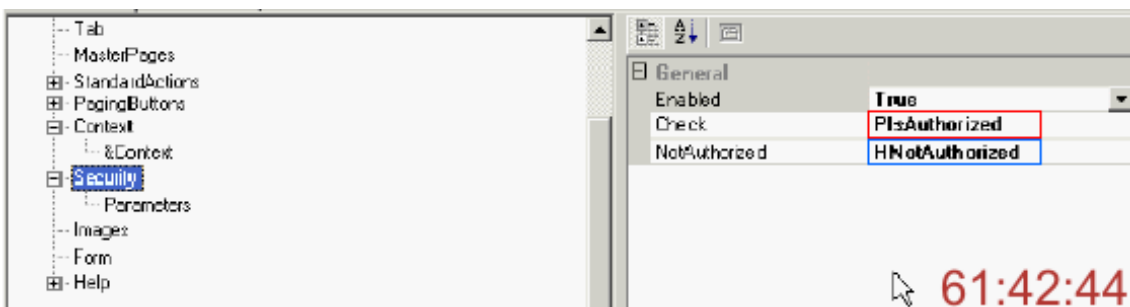 Tab
MasterPages
StandardActions
PagingButtons
Context
&Context
Security
Parameters
Images
Form
Help
General
Enabled True
Check PIsAuthorized
NotAuthorized HNotAuthorized
61:42:44